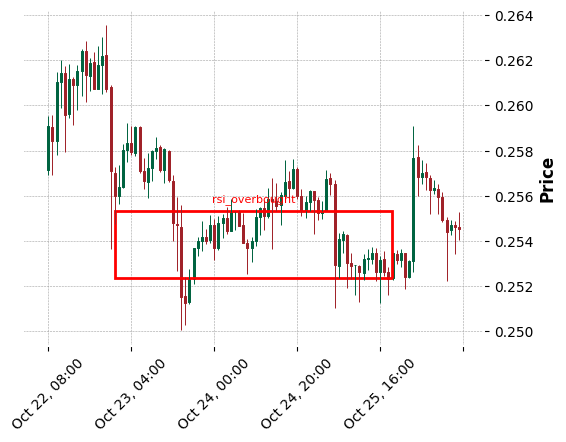 0.264
0.262
0.260
0.258
0.256
0.254
0.252
0.250
Price
rsi_overbought
Oct 22, 08:00
Oct 23, 04:00
Oct 24, 00:00
Oct 24, 20:00
Oct 25, 16:00